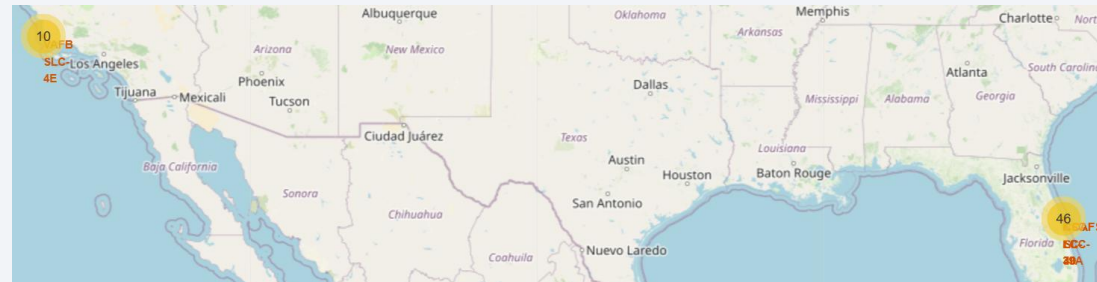 Albuquerque
Oklahoma
Memphis
Charlotte
Nort
10
VAFB
SLC-
4E
Los Angeles
Arizona
New Mexico
Arkansas
South Carolina
Atlanta
Phoenix
Dallas
Tijuana
Mexicali
Tucson
Mississippi
Alabama
Georgia
Ciudad Juárez
Texas
Louisiana
Baja California
Austin
Houston
Baton Rouge
Jacksonville
Sonora
San Antonio
Chihuahua
46
Coahuila
Nuevo Laredo
Florida